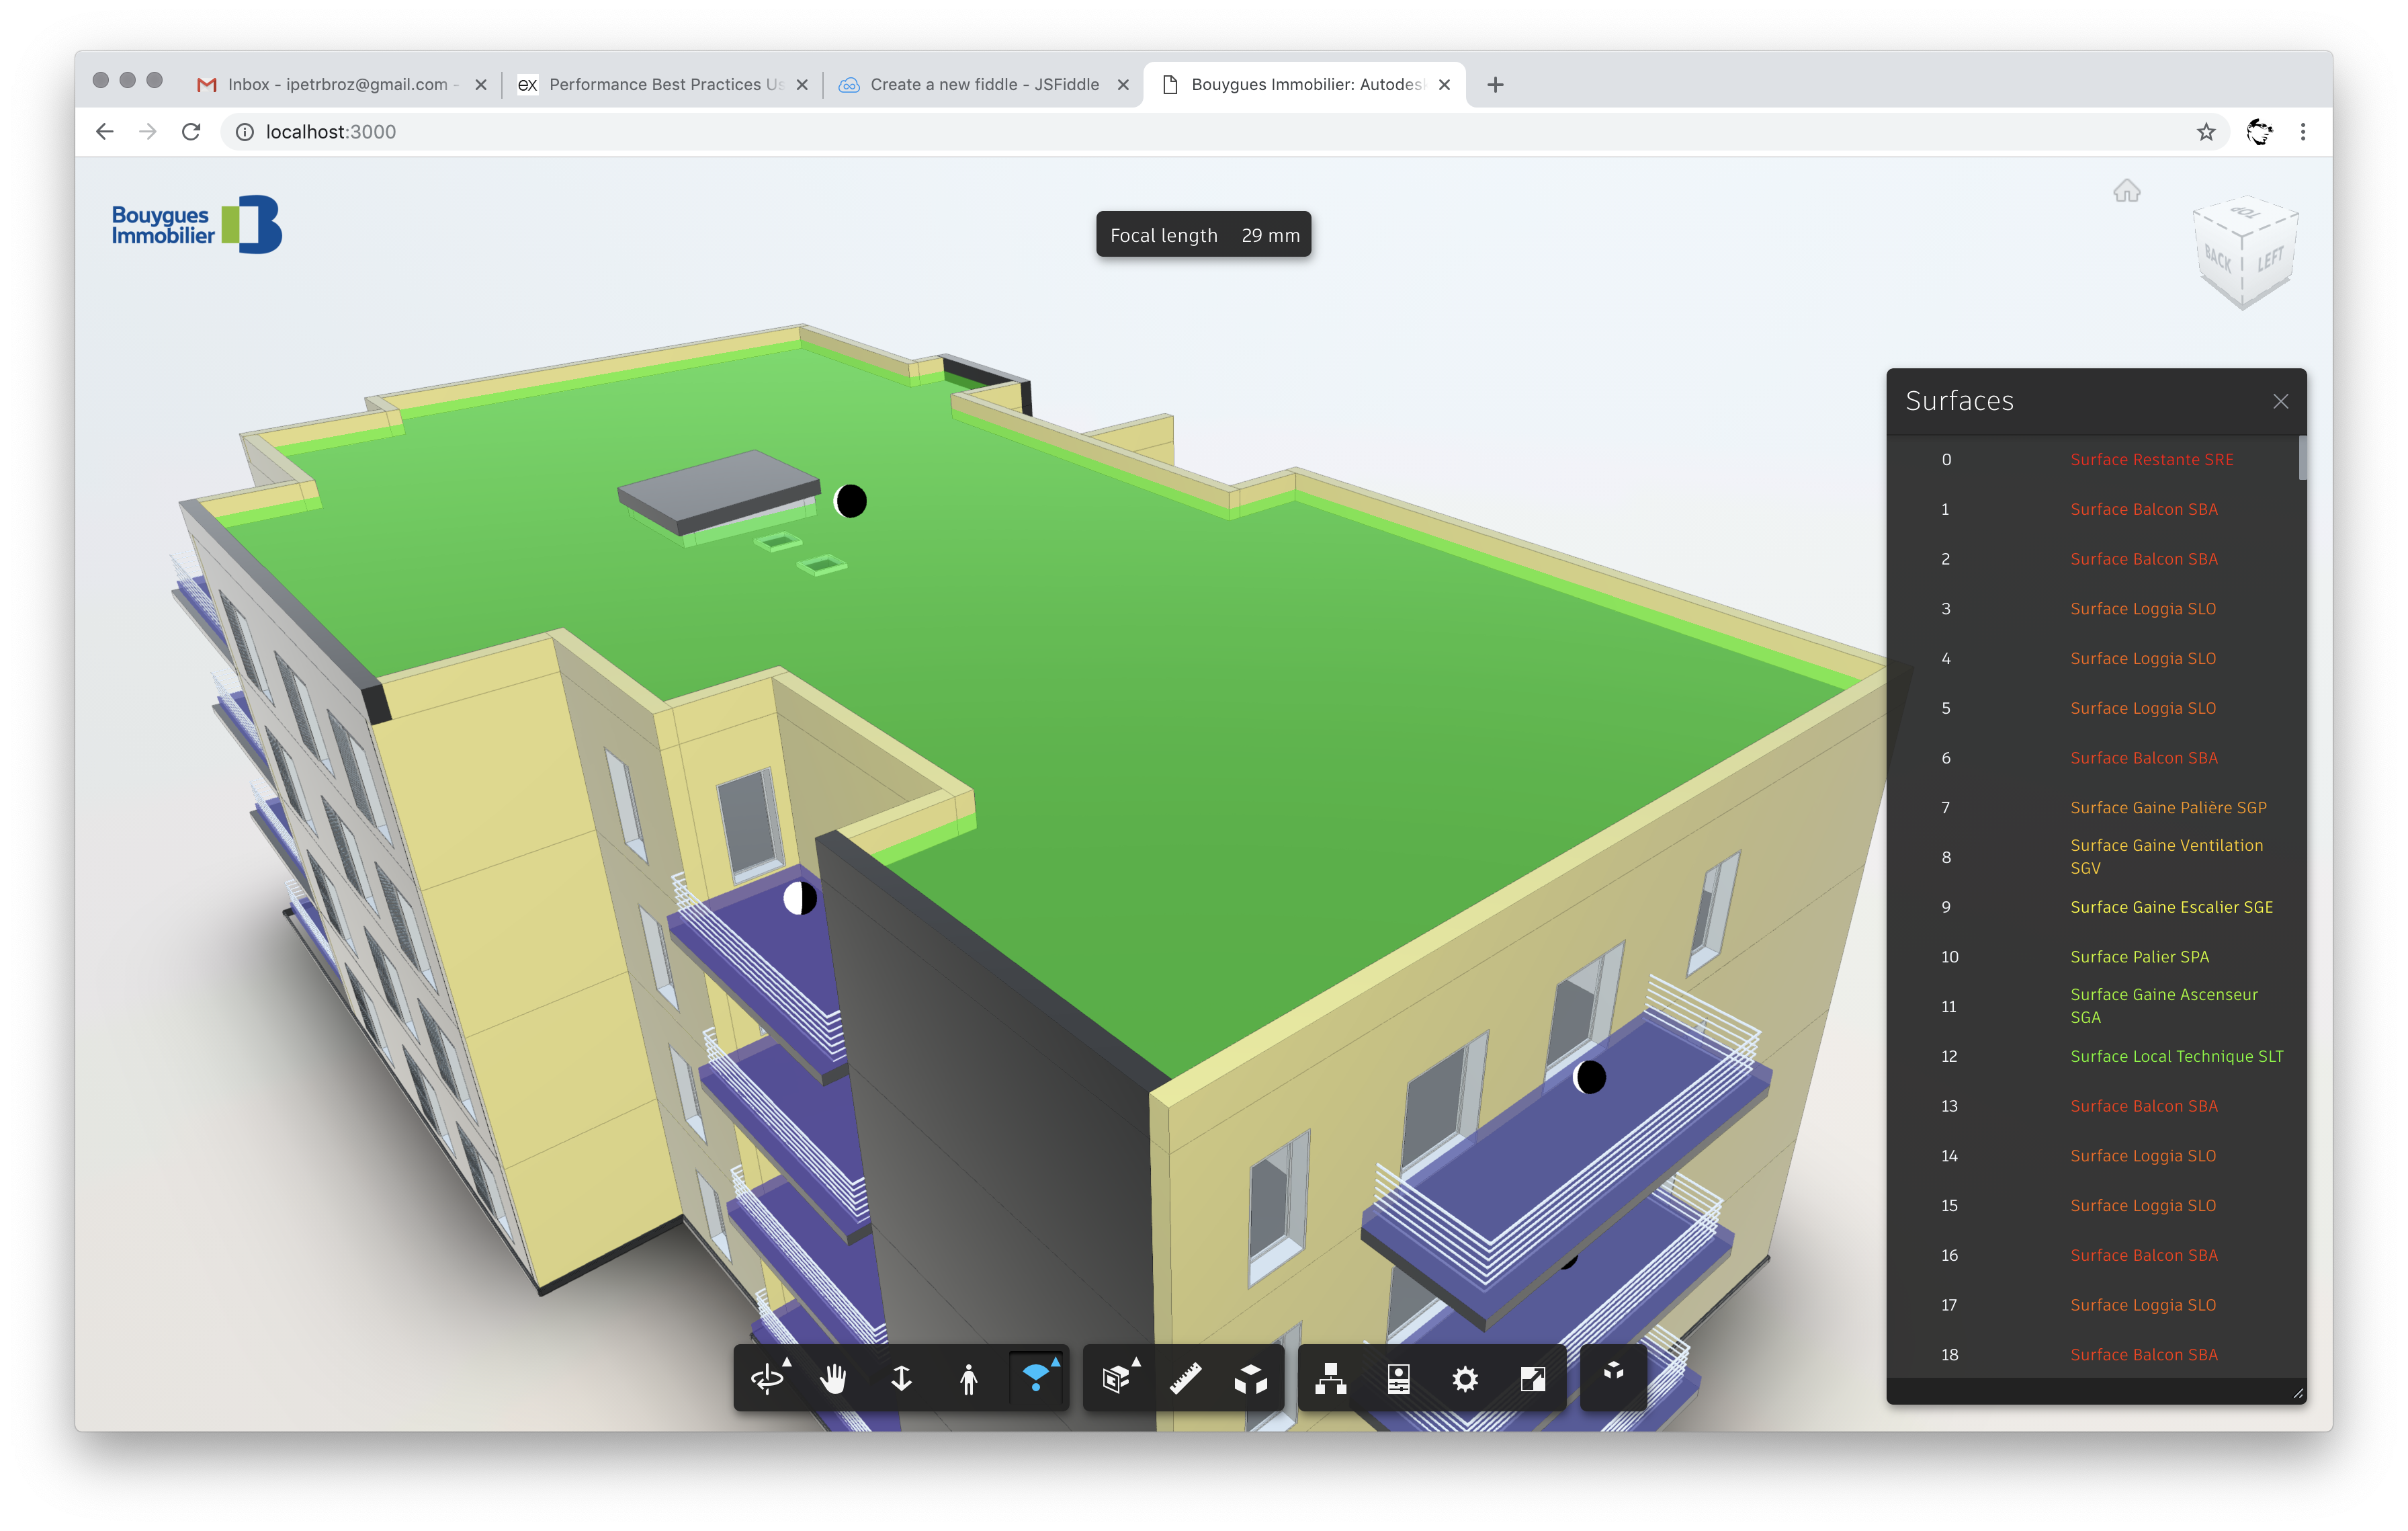 Inbox - ipetrbroz@gmail.com -
ex Performance Best Practices Us
Create a new fiddle - JSFiddle
Bouygues Immobilier: Autodes
localhost:3000
Bouygues
Immobilier
Focal length 29 mm
TOP
BACK LEFT
Surfaces
0 Surface Restante SRE
1 Surface Balcon SBA
2 Surface Balcon SBA
3 Surface Loggia SLO
4 Surface Loggia SLO
5 Surface Loggia SLO
6 Surface Balcon SBA
7 Surface Gaine Palière SGP
8 Surface Gaine Ventilation
SGV
9 Surface Gaine Escalier SGE
10 Surface Palier SPA
11 Surface Gaine Ascenseur
SGA
12 Surface Local Technique SLT
13 Surface Balcon SBA
14 Surface Loggia SLO
15 Surface Loggia SLO
16 Surface Balcon SBA
17 Surface Loggia SLO
18 Surface Balcon SBA